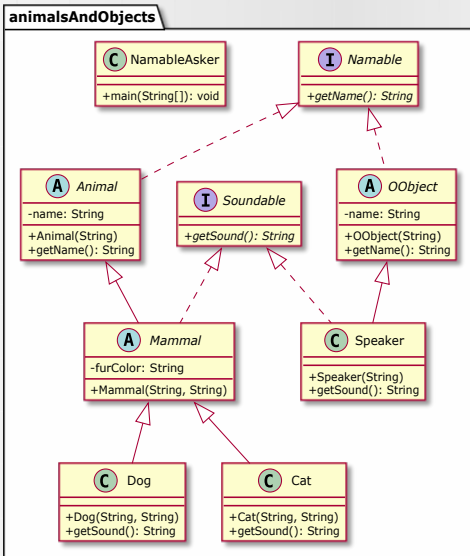 animalsAndObjects
C NamableAsker
+main(String[]): void
I Namable
+getName(): String
A Animal
-name: String
+Animal(String)
+getName(): String
I Soundable
+getSound(): String
A OObject
-name: String
+OObject(String)
+getName(): String
A Mammal
-furColor: String
+Mammal(String, String)
C Speaker
+Speaker(String)
+getSound(): String
C Dog
+Dog(String, String)
+getSound(): String
C Cat
+Cat(String, String)
+getSound(): String